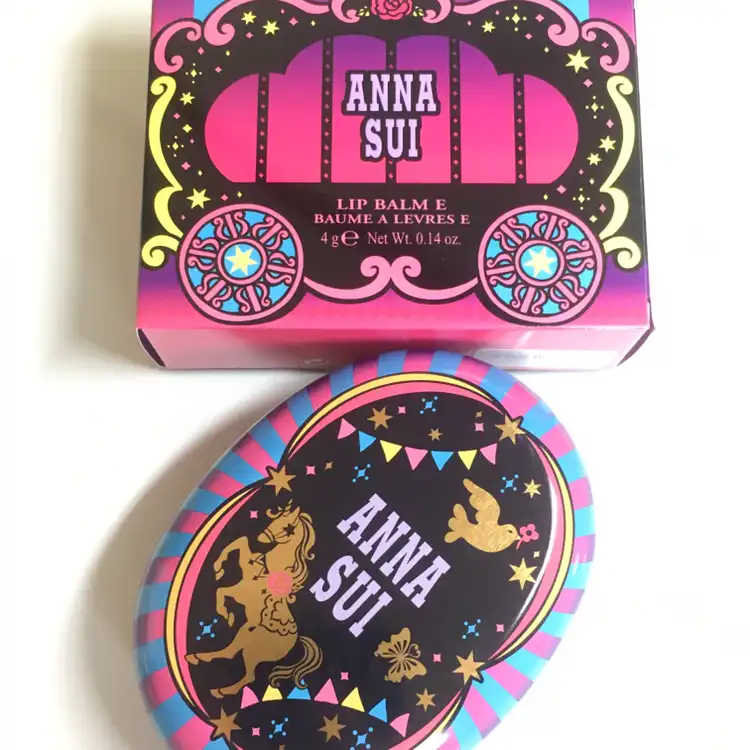 ANNA
SUI
LIP BALM E
BAUME A LEVRES E
4 g ℮ Net Wt. 0.14 oz.
ANNA
SUI